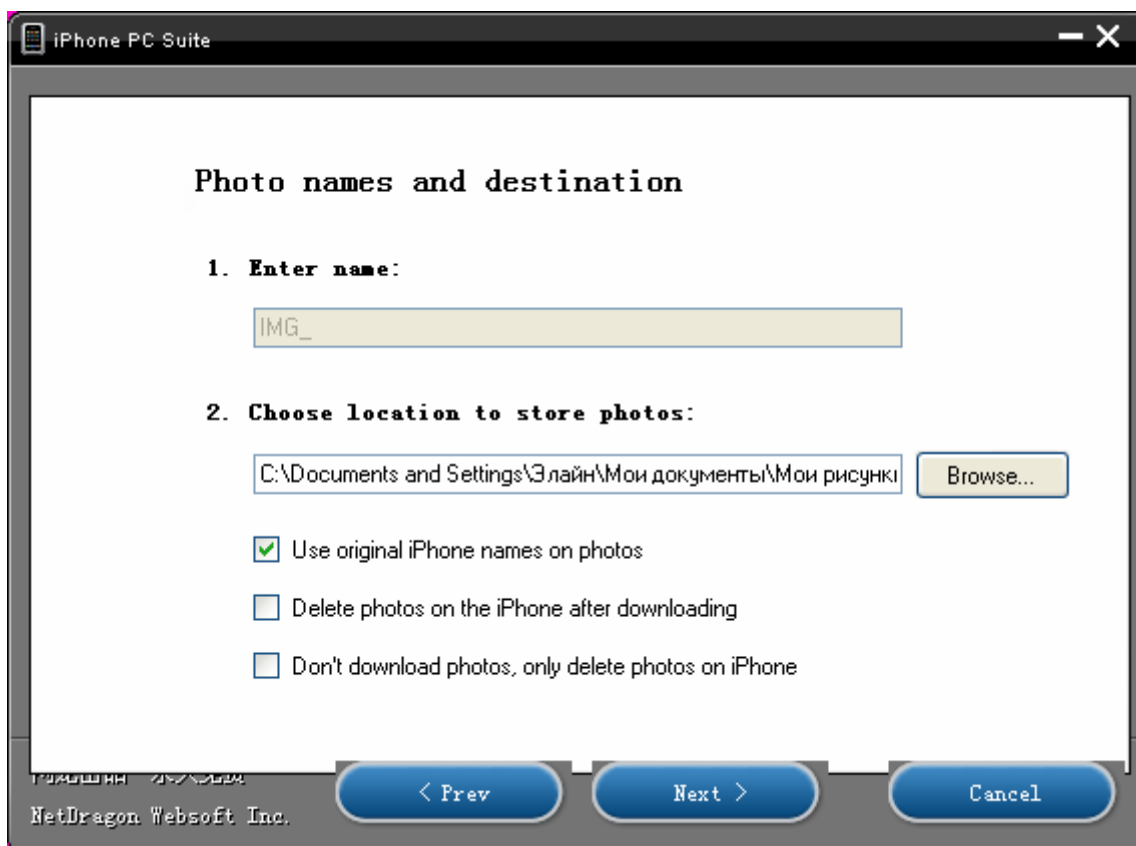 iPhone PC Suite
Photo names and destination
1. Enter name:
IMG_
2. Choose location to store photos:
C:\Documents and Settings\Элайн\Мои документы\Мои рисунки
Browse...
Use original iPhone names on photos
Delete photos on the iPhone after downloading
Don't download photos, only delete photos on iPhone
< Prev
Next >
Cancel
NetDragon Websoft Inc.